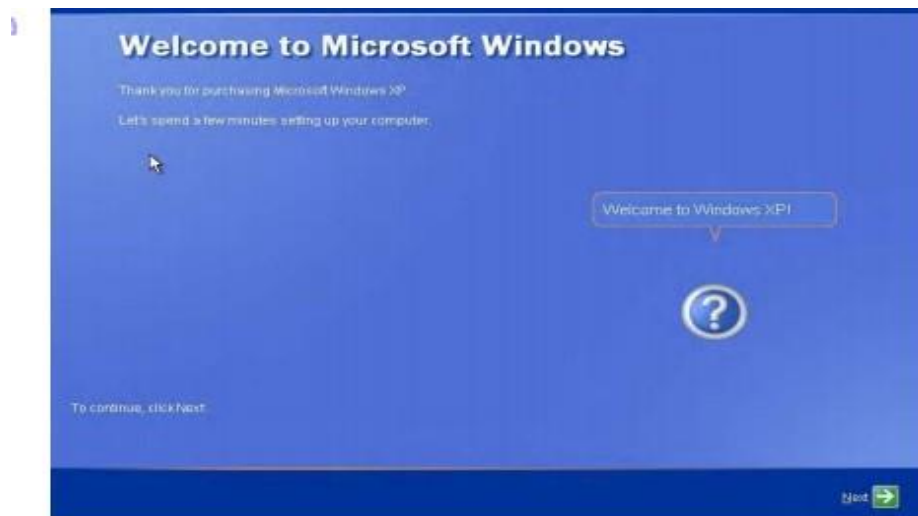 Welcome to Microsoft Windows
Thank you for purchasing Microsoft Windows XP.
Let's spend a few minutes setting up your computer.
Welcome to Windows XP!
?
To continue, click Next.
Next